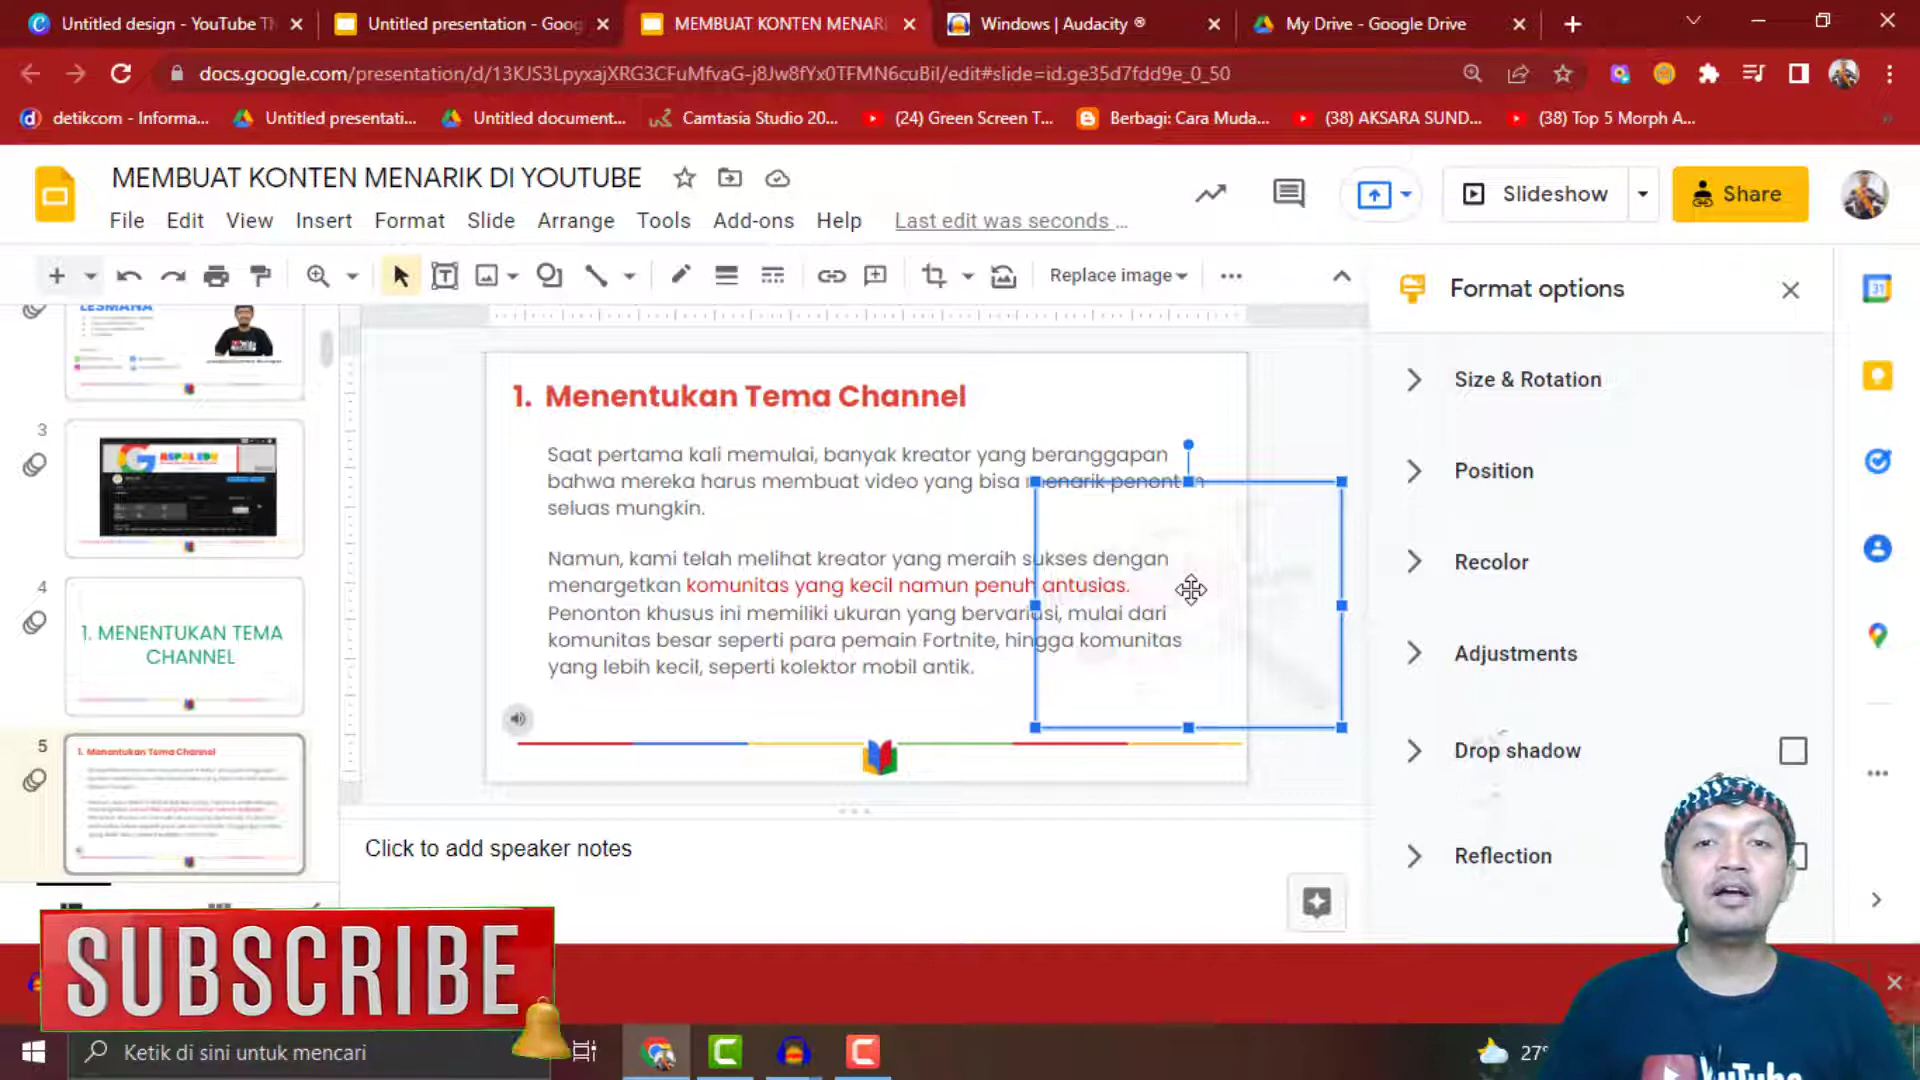 Untitled design - YouTube Th
Untitled presentation - Goog
MEMBUAT KONTEN MENARI
Windows | Audacity ®
My Drive - Google Drive
docs.google.com/presentation/d/13KJS3LpyxajXRG3CFuMfvaG-j8Jw8fYx0TFMN6cuBiI/edit#slide=id.ge35d7fdd9e_0_50
detikcom - Informa...
Untitled presentati...
Untitled document...
Camtasia Studio 20...
(24) Green Screen T...
Berbagi: Cara Muda...
(38) AKSARA SUND...
(38) Top 5 Morph A...
MEMBUAT KONTEN MENARIK DI YOUTUBE
File Edit View Insert Format Slide Arrange Tools Add-ons Help Last edit was seconds ...
Slideshow
Share
Replace image
Format options
Size & Rotation
Position
Recolor
Adjustments
Drop shadow
Reflection
31
LESMANA
3
4
1. MENENTUKAN TEMA
CHANNEL
5
1. Menentukan Tema Channel
1. Menentukan Tema Channel
Saat pertama kali memulai, banyak kreator yang beranggapan
bahwa mereka harus membuat video yang bisa menarik penonton
seluas mungkin.
Namun, kami telah melihat kreator yang meraih sukses dengan
menargetkan komunitas yang kecil namun penuh antusias.
Penonton khusus ini memiliki ukuran yang bervariasi, mulai dari
komunitas besar seperti para pemain Fortnite, hingga komunitas
yang lebih kecil, seperti kolektor mobil antik.
Click to add speaker notes
SUBSCRIBE
Ketik di sini untuk mencari
27°
YouTube